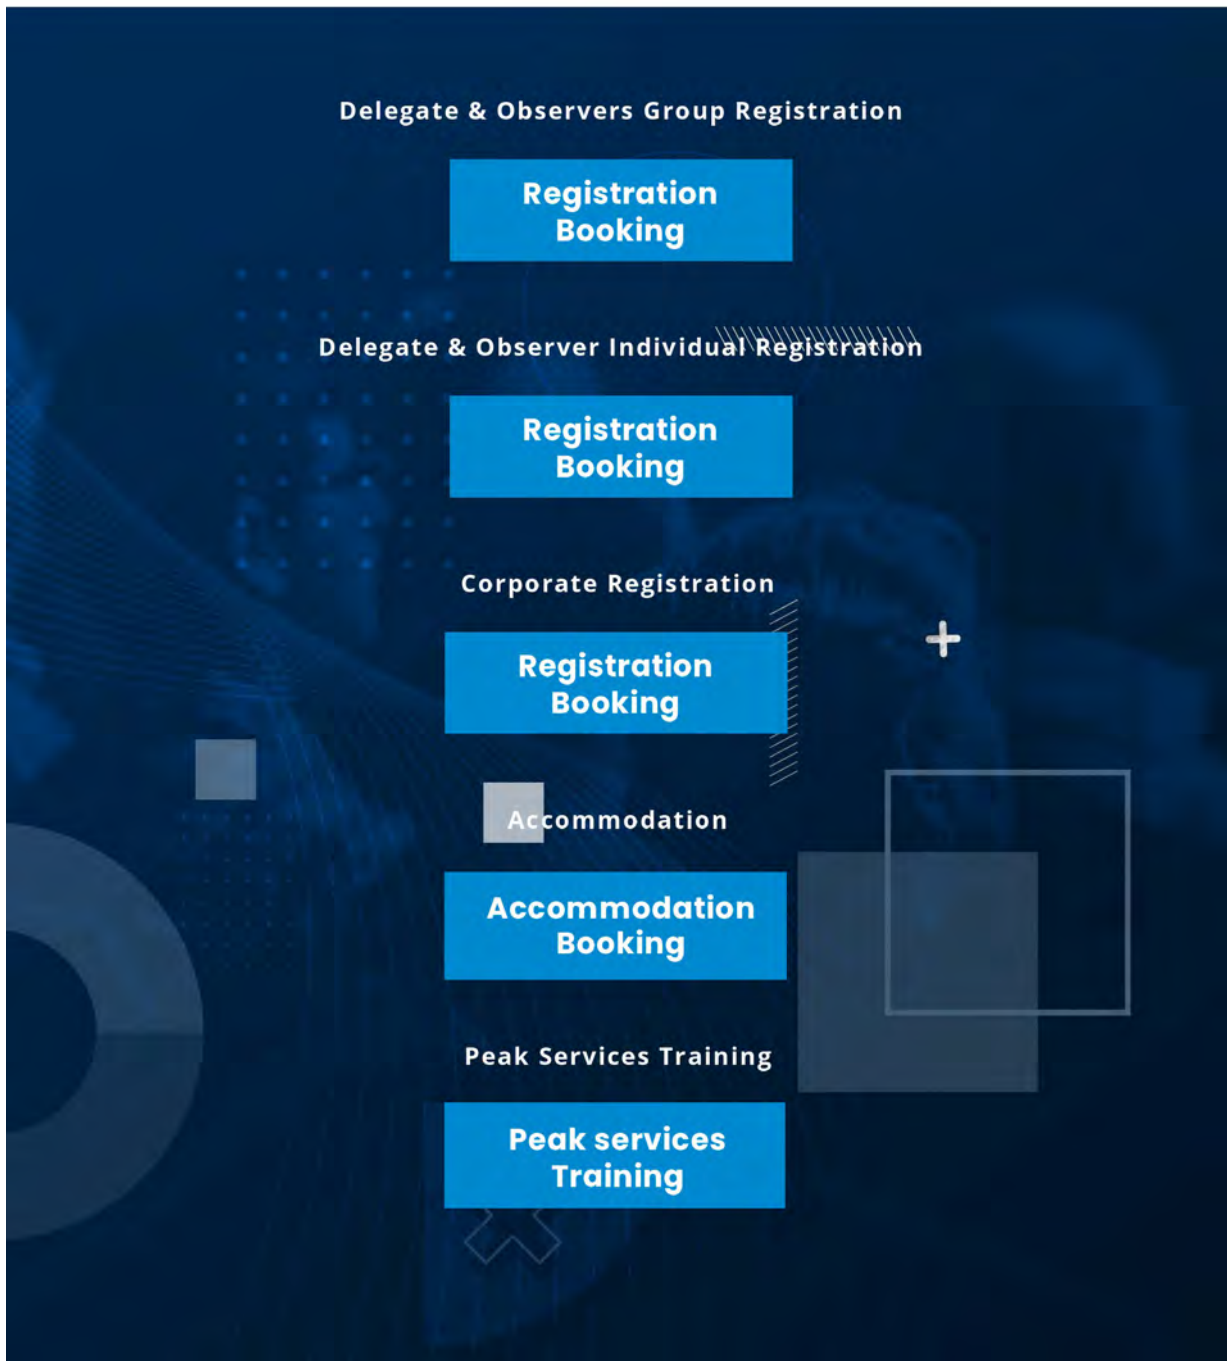 Delegate & Observers Group Registration
Registration
Booking
Delegate & Observer Individual Registration
Registration
Booking
Corporate Registration
Registration
Booking
Accommodation
Accommodation
Booking
Peak Services Training
Peak services
Training